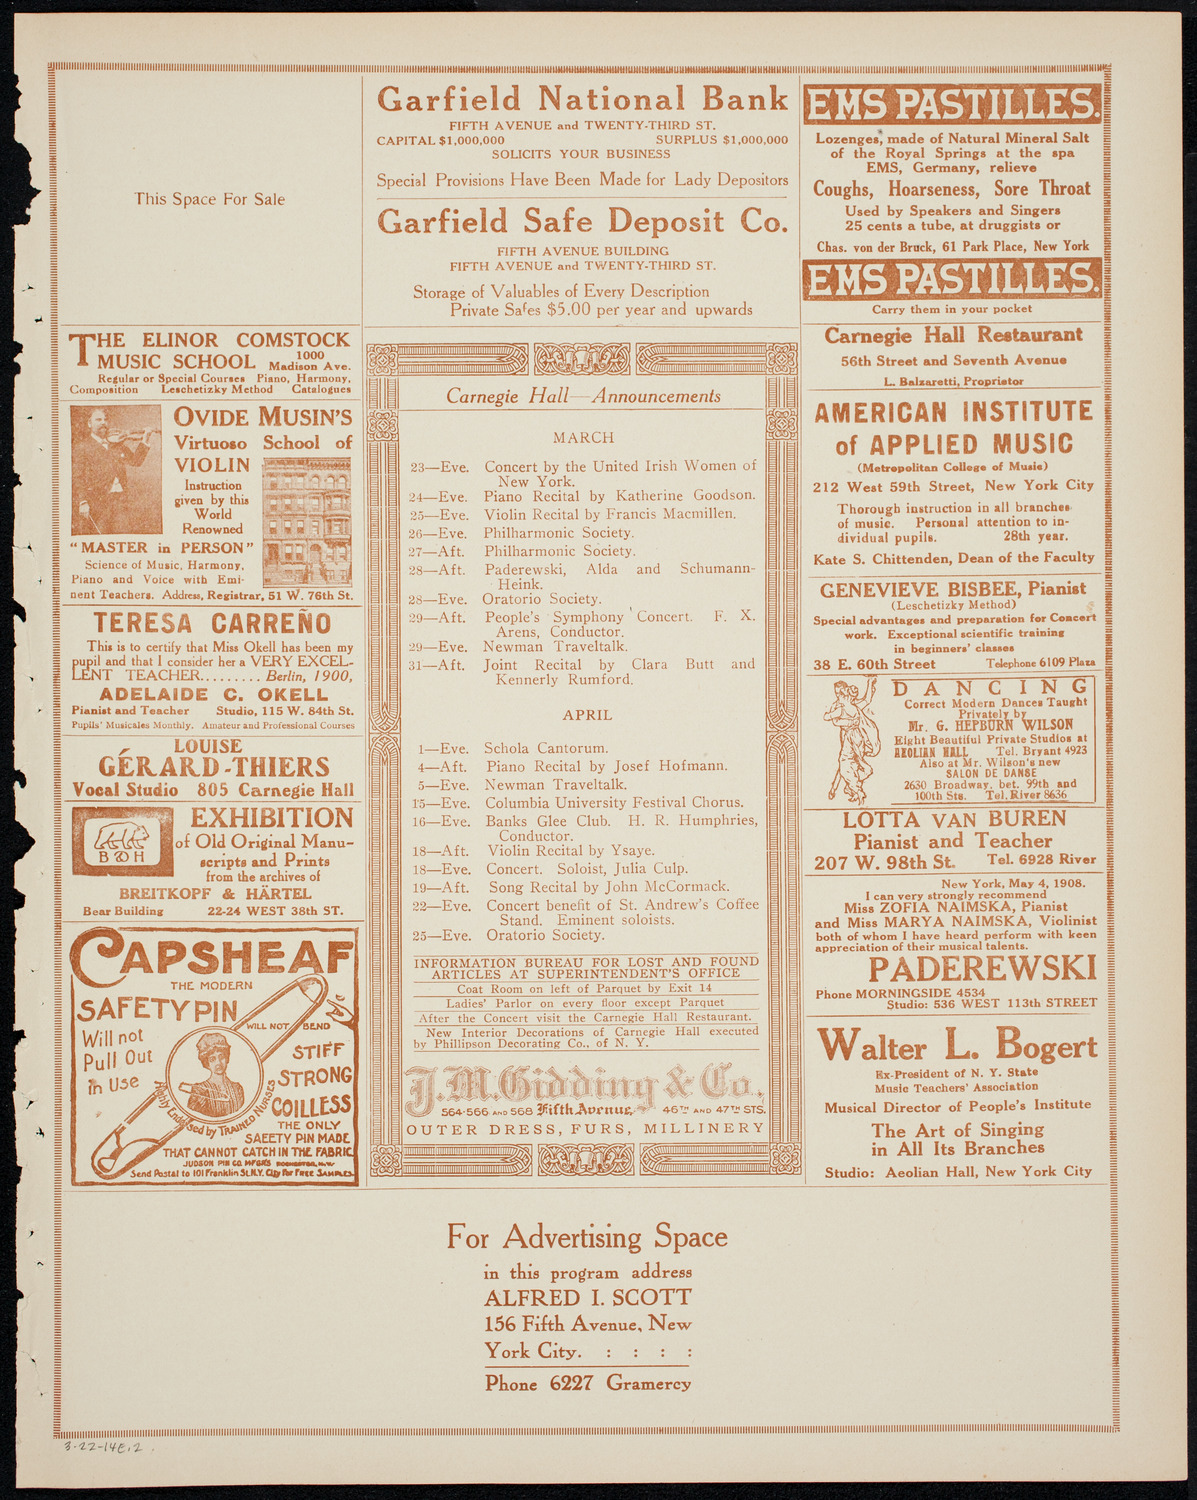 This Space For Sale
THE ELINOR COMSTOCK
MUSIC SCHOOL 1000 Madison Ave.
Regular or Special Courses Piano, Harmony,
Composition Leschetizky Method Catalogues
OVIDE MUSIN'S
Virtuoso School of
VIOLIN
Instruction
given by this
World
Renowned
"MASTER in PERSON"
Science of Music, Harmony,
Piano and Voice with Emi-
nent Teachers. Address, Registrar, 51 W. 76th St.
TERESA CARREÑO
This is to certify that Miss Okell has been my
pupil and that I consider her a VERY EXCEL-
LENT TEACHER......... Berlin, 1900,
ADELAIDE C. OKELL
Pianist and Teacher Studio, 115 W. 84th St.
Pupils' Musicales Monthly. Amateur and Professional Courses
LOUISE
GÉRARD-THIERS
Vocal Studio 805 Carnegie Hall
B & H
EXHIBITION
of Old Original Manu-
scripts and Prints
from the archives of
BREITKOPF & HÄRTEL
Bear Building 22-24 WEST 38th ST.
CAPSHEAF
THE MODERN
SAFETY PIN
WILL NOT BEND
Will not
Pull Out
in Use
STIFF
STRONG
COILLESS
Highly Endorsed by TRAINED NURSES
THE ONLY
SAFETY PIN MADE
THAT CANNOT CATCH IN THE FABRIC
JUDSON PIN CO. MFGRS ROCHESTER, N.Y.
Send Postal to 101 Franklin St. N.Y. City for FREE SAMPLES
Garfield National Bank
FIFTH AVENUE and TWENTY-THIRD ST.
CAPITAL $1,000,000 SURPLUS $1,000,000
SOLICITS YOUR BUSINESS
Special Provisions Have Been Made for Lady Depositors
Garfield Safe Deposit Co.
FIFTH AVENUE BUILDING
FIFTH AVENUE and TWENTY-THIRD ST.
Storage of Valuables of Every Description
Private Safes $5.00 per year and upwards
Carnegie Hall—Announcements
MARCH
23—Eve. Concert by the United Irish Women of
New York.
24—Eve. Piano Recital by Katherine Goodson.
25—Eve. Violin Recital by Francis Macmillen.
26—Eve. Philharmonic Society.
27—Aft. Philharmonic Society.
28—Aft. Paderewski, Alda and Schumann-
Heink.
28—Eve. Oratorio Society.
29—Aft. People's Symphony Concert. F. X.
Arens, Conductor.
29—Eve. Newman Traveltalk.
31—Aft. Joint Recital by Clara Butt and
Kennerly Rumford.
APRIL
1—Eve. Schola Cantorum.
4—Aft. Piano Recital by Josef Hofmann.
5—Eve. Newman Traveltalk.
15—Eve. Columbia University Festival Chorus.
16—Eve. Banks Glee Club. H. R. Humphries,
Conductor.
18—Aft. Violin Recital by Ysaye.
18—Eve. Concert. Soloist, Julia Culp.
19—Aft. Song Recital by John McCormack.
22—Eve. Concert benefit of St. Andrew's Coffee
Stand. Eminent soloists.
25—Eve. Oratorio Society.
INFORMATION BUREAU FOR LOST AND FOUND
ARTICLES AT SUPERINTENDENT'S OFFICE
Coat Room on left of Parquet by Exit 14
Ladies' Parlor on every floor except Parquet
After the Concert visit the Carnegie Hall Restaurant.
New Interior Decorations of Carnegie Hall executed
by Phillipson Decorating Co., of N. Y.
J.M. Gidding & Co.
564-566 AND 568 Fifth Avenue 46TH AND 47TH STS.
OUTER DRESS, FURS, MILLINERY
EMS PASTILLES.
Lozenges, made of Natural Mineral Salt
of the Royal Springs at the spa
EMS, Germany, relieve
Coughs, Hoarseness, Sore Throat
Used by Speakers and Singers
25 cents a tube, at druggists or
Chas. von der Bruck, 61 Park Place, New York
EMS PASTILLES.
Carry them in your pocket
Carnegie Hall Restaurant
56th Street and Seventh Avenue
L. Balzaretti, Proprietor
AMERICAN INSTITUTE
of APPLIED MUSIC
(Metropolitan College of Music)
212 West 59th Street, New York City
Thorough instruction in all branches
of music. Personal attention to in-
dividual pupils. 28th year.
Kate S. Chittenden, Dean of the Faculty
GENEVIEVE BISBEE, Pianist
(Leschetizky Method)
Special advantages and preparation for Concert
work. Exceptional scientific training
in beginners' classes
38 E. 60th Street Telephone 6109 Plaza
DANCING
Correct Modern Dances Taught
Privately by
Mr. G. HEPBURN WILSON
Eight Beautiful Private Studios at
AEOLIAN HALL Tel. Bryant 4923
Also at Mr. Wilson's new
SALON DE DANSE
2630 Broadway, bet. 99th and
100th Sts. Tel. River 8636
LOTTA VAN BUREN
Pianist and Teacher
207 W. 98th St. Tel. 6928 River
New York, May 4, 1908.
I can very strongly recommend
Miss ZOFIA NAIMSKA, Pianist
and Miss MARYA NAIMSKA, Violinist
both of whom I have heard perform with keen
appreciation of their musical talents.
PADEREWSKI
Phone MORNINGSIDE 4534
Studio: 536 WEST 113th STREET
Walter L. Bogert
Ex-President of N. Y. State
Music Teachers' Association
Musical Director of People's Institute
The Art of Singing
in All Its Branches
Studio: Aeolian Hall, New York City
For Advertising Space
in this program address
ALFRED I. SCOTT
156 Fifth Avenue, New
York City. : : : :
Phone 6227 Gramercy
3-22-14E.2